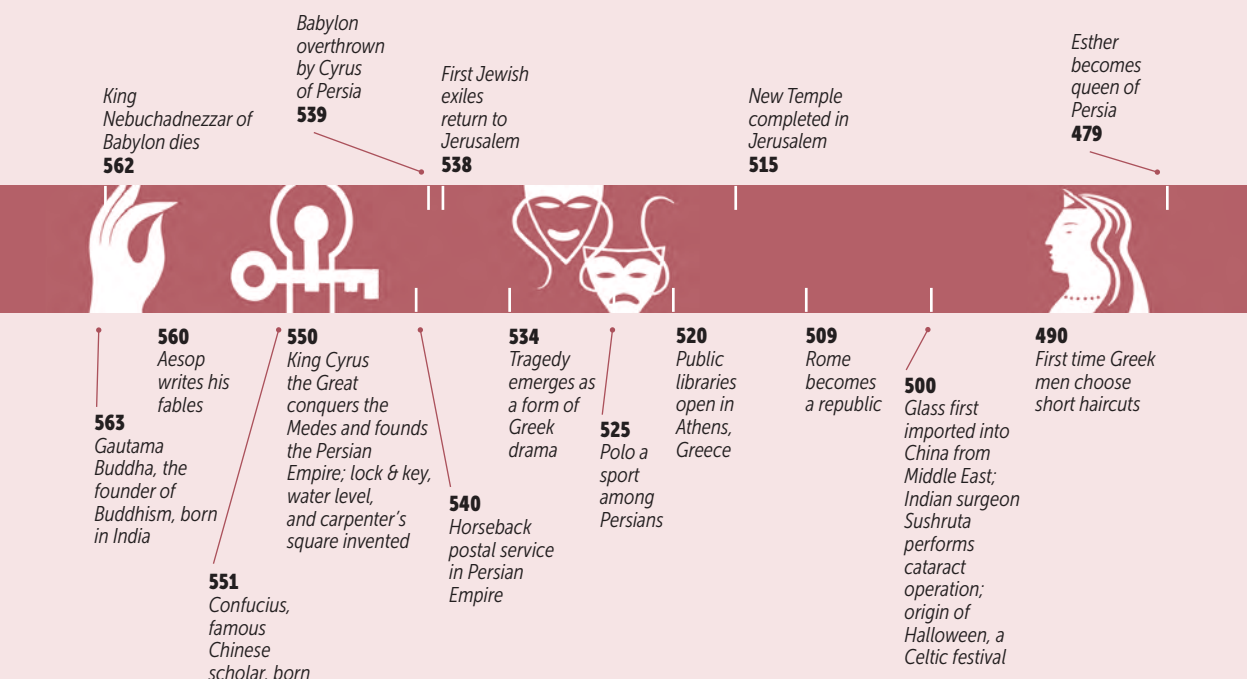 King
Nebuchadnezzar of
Babylon dies
562
Babylon
overthrown
by Cyrus
of Persia
539
First Jewish
exiles
return to
Jerusalem
538
New Temple
completed in
Jerusalem
515
Esther
becomes
queen of
Persia
479
563
Gautama
Buddha, the
founder of
Buddhism, born
in India
560
Aesop
writes his
fables
551
Confucius,
famous
Chinese
scholar, born
550
King Cyrus
the Great
conquers the
Medes and founds
the Persian
Empire; lock & key,
water level,
and carpenter's
square invented
540
Horseback
postal service
in Persian
Empire
534
Tragedy
emerges as
a form of
Greek
drama
525
Polo a
sport
among
Persians
520
Public
libraries
open in
Athens,
Greece
509
Rome
becomes
a republic
500
Glass first
imported into
China from
Middle East;
Indian surgeon
Sushruta
performs
cataract
operation;
origin of
Halloween, a
Celtic festival
490
First time Greek
men choose
short haircuts